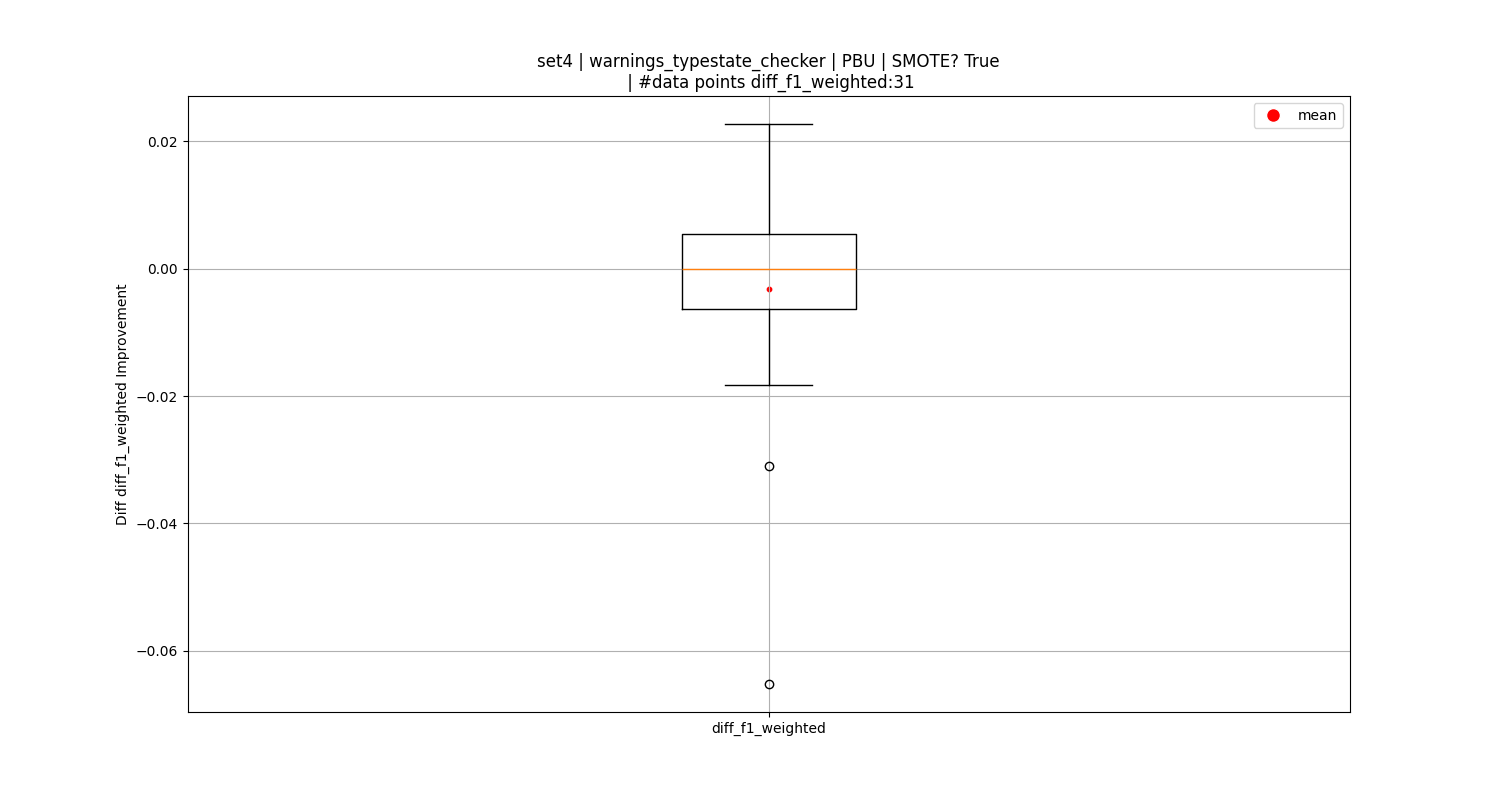 set4 | warnings_typestate_checker | PBU | SMOTE? True
| #data points diff_f1_weighted:31
mean
0.02
0.00
−0.02
−0.04
−0.06
Diff diff_f1_weighted Improvement
diff_f1_weighted